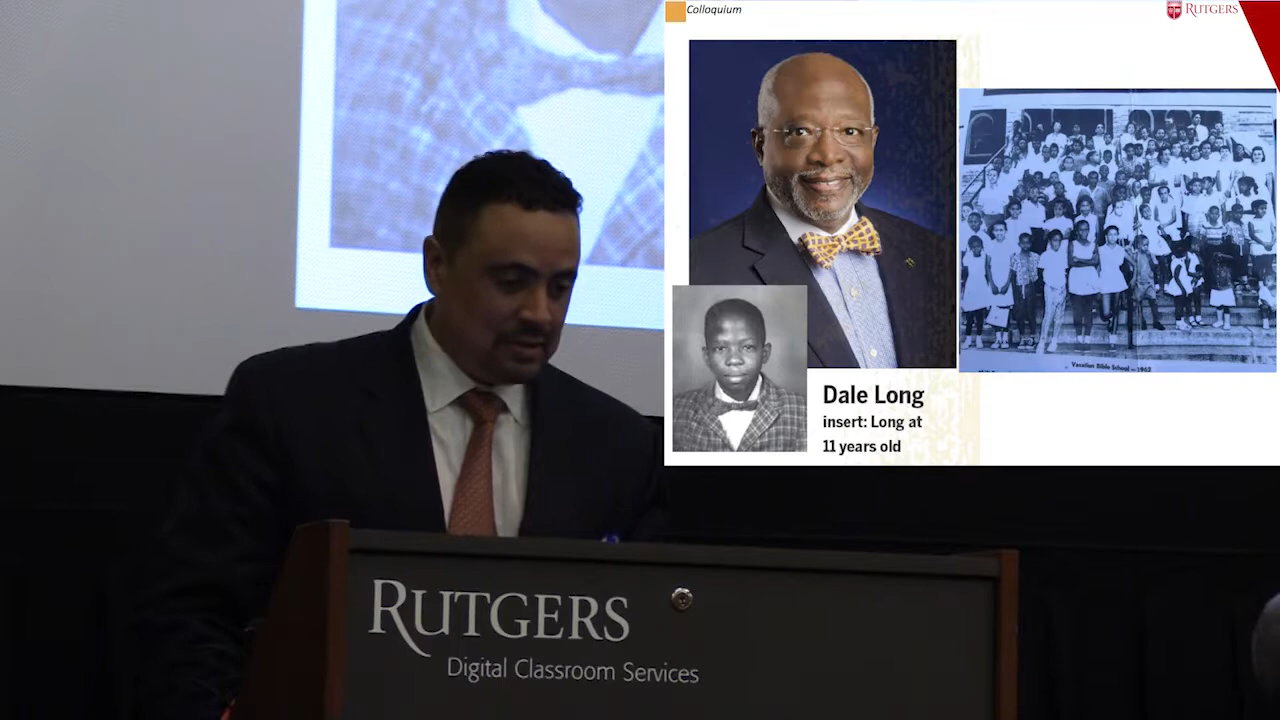 Colloquium
RUTGERS
Vacation Bible School - 1962
Dale Long
insert: Long at
11 years old
RUTGERS
Digital Classroom Services